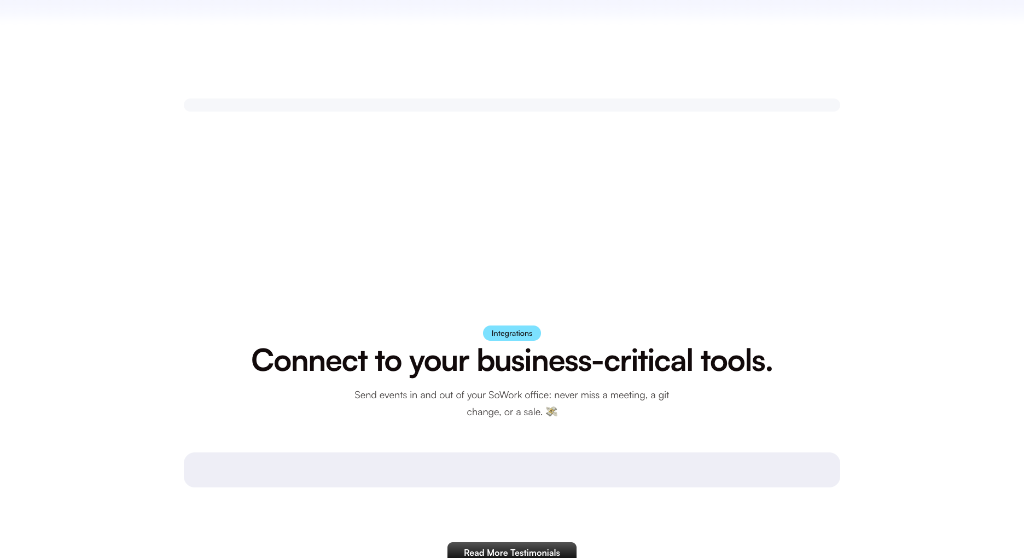 Integrations
Connect to your business-critical tools.
Send events in and out of your SoWork office: never miss a meeting, a git
change, or a sale. 💸
Read More Testimonials